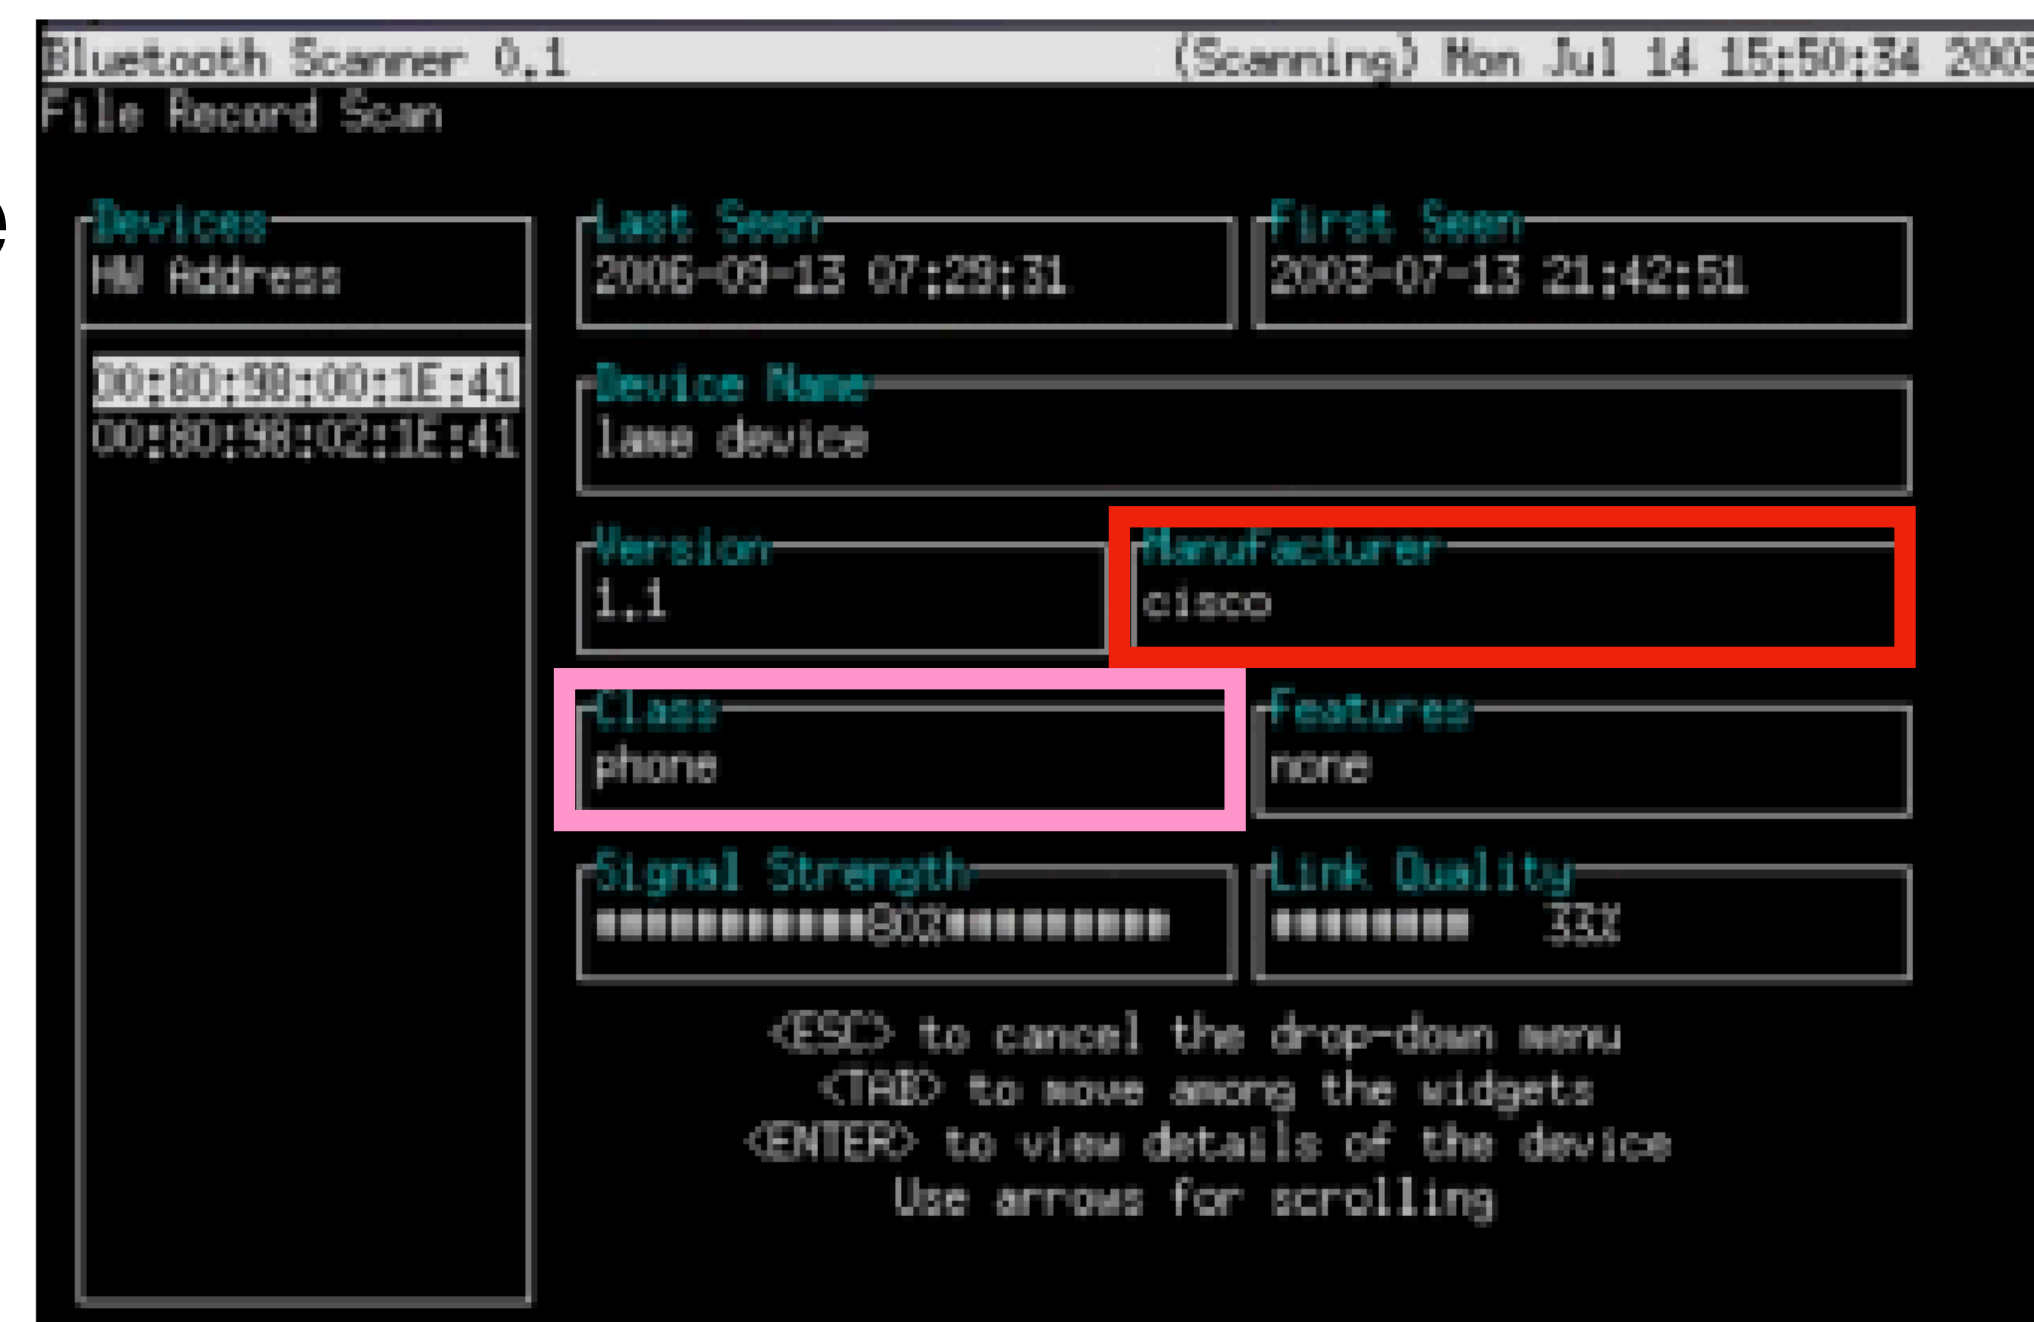 Bluetooth Scanner 0.1 (Scanning) Mon Jul 14 15:50:34 2003
File Record Scan
e
Devices
HW Address
00:80:98:00:1E:41
00:80:98:02:1E:41
Last Seen
2006-09-13 07:29:31
First Seen
2003-07-13 21:42:51
Device Name
lame device
Version
1.1
Manufacturer
cisco
Class
phone
Features
none
Signal Strength
80%
Link Quality
33%
<ESC> to cancel the drop-down menu
<TAB> to move among the widgets
<ENTER> to view details of the device
Use arrows for scrolling